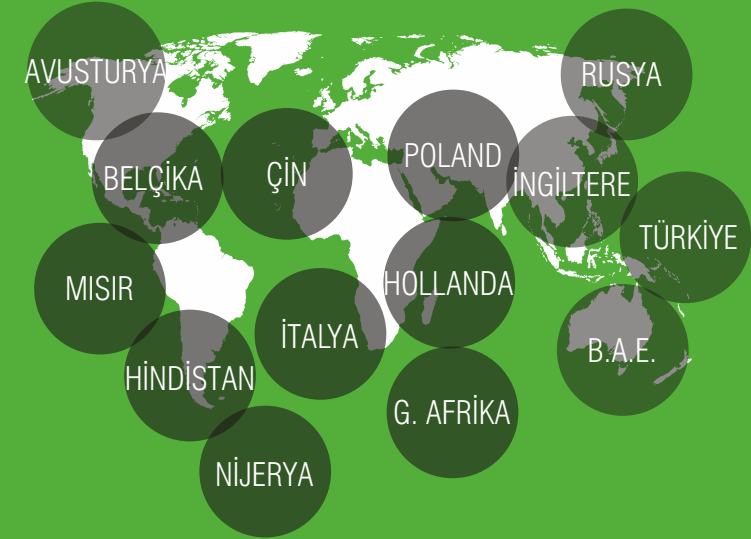 AVUSTURYA
RUSYA
BELÇİKA
ÇİN
POLAND
İNGİLTERE
TÜRKİYE
MISIR
HOLLANDA
İTALYA
B.A.E.
HİNDİSTAN
G. AFRİKA
NİJERYA